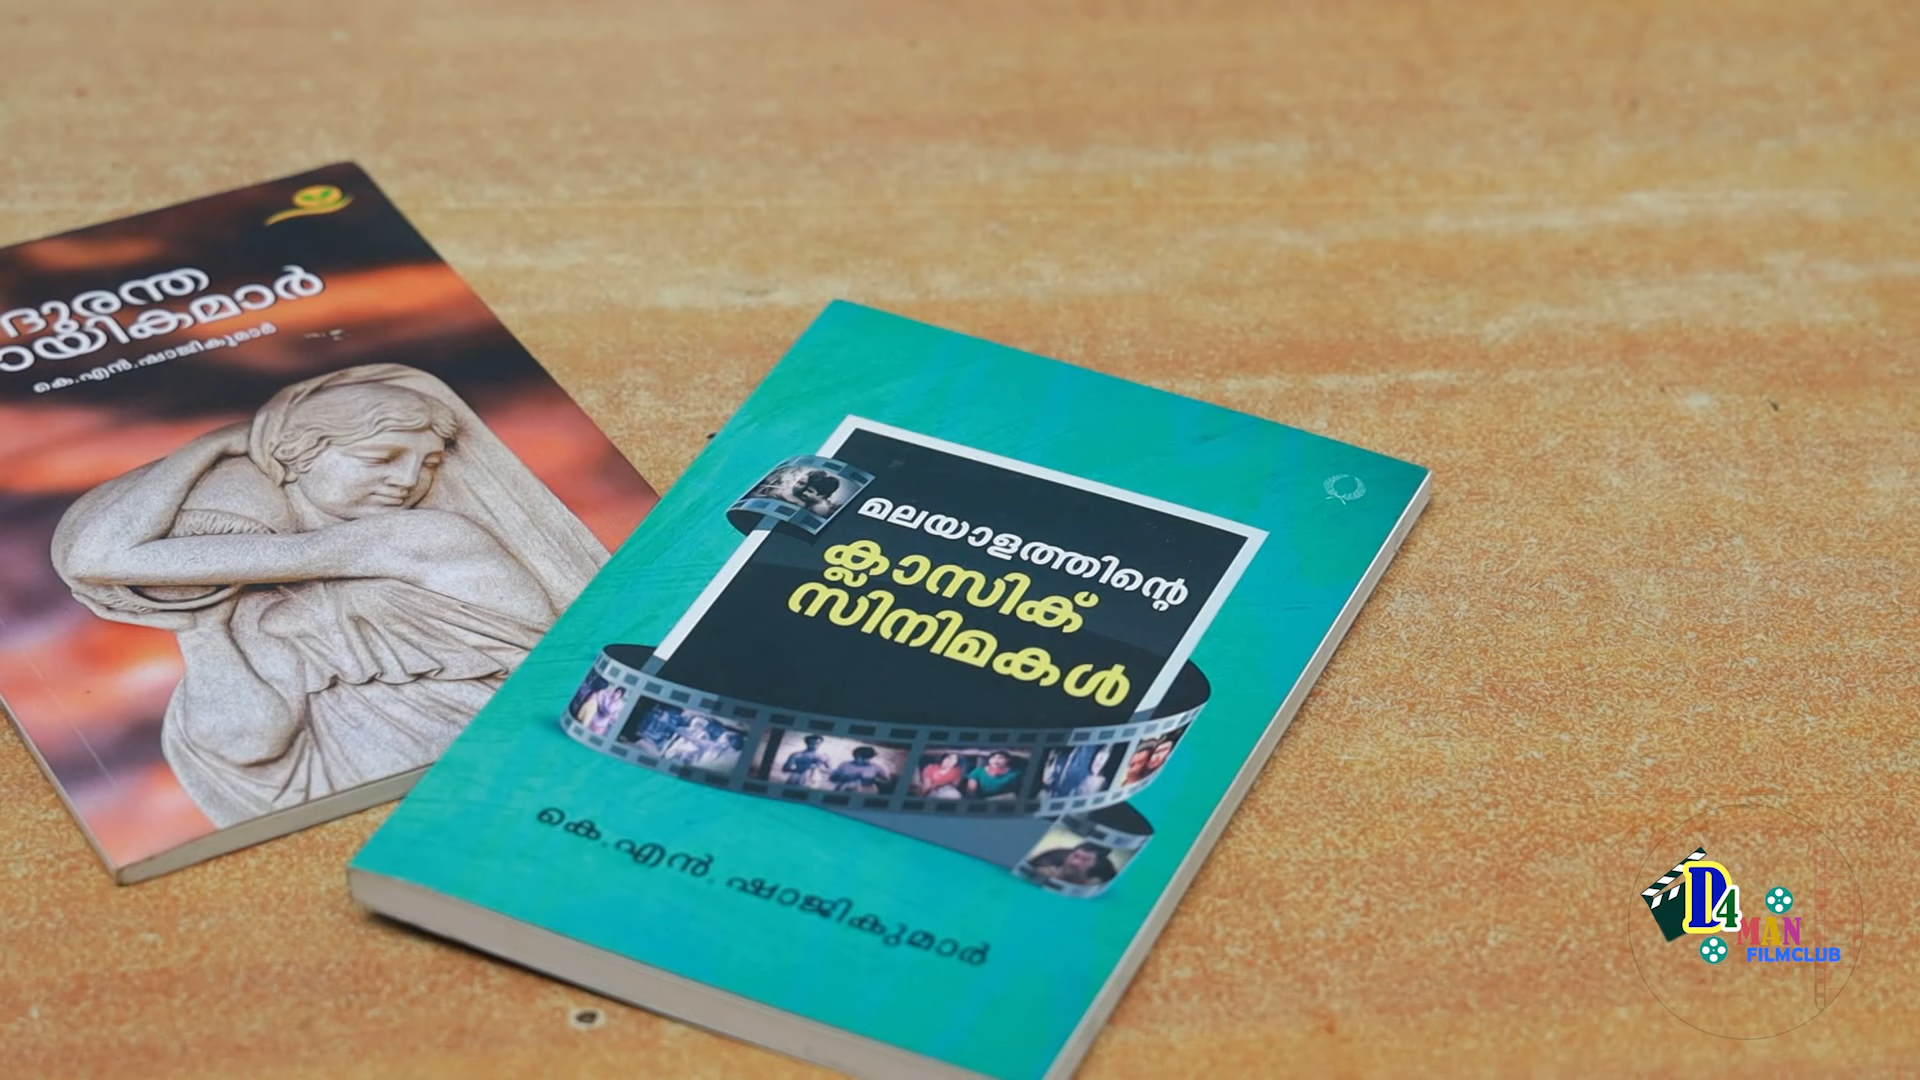 ദുരന്ത
ായികമാർ
കെ.എൻ.ഷാജികുമാർ
മലയാളത്തിന്റെ
ക്ലാസിക്
സിനിമകൾ
കെ.എൻ. ഷാജികുമാർ
D4
MAN
FILMCLUB